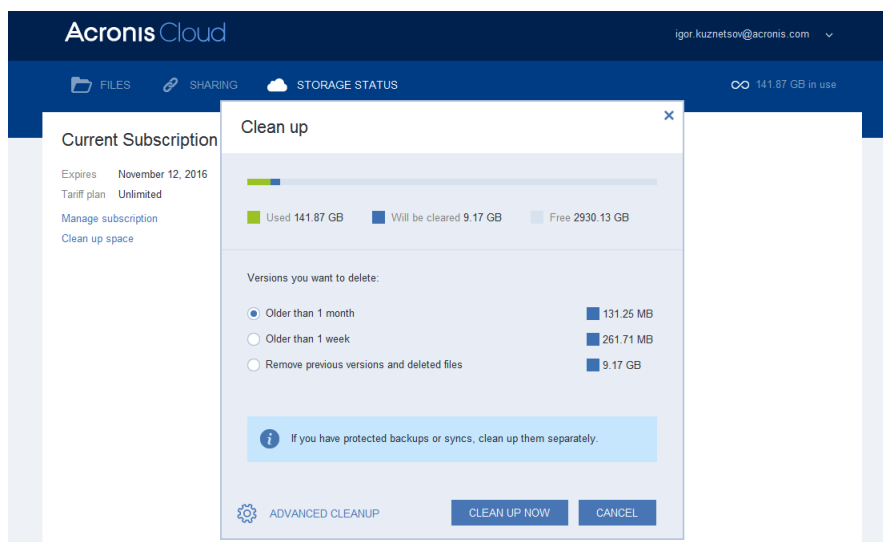 Acronis Cloud
igor.kuznetsov@acronis.com
FILES
SHARING
STORAGE STATUS
141.87 GB in use
Current Subscription
Expires November 12, 2016
Tariff plan Unlimited
Manage subscription
Clean up space
Clean up
Used 141.87 GB
Will be cleared 9.17 GB
Free 2930.13 GB
Versions you want to delete:
Older than 1 month 131.25 MB
Older than 1 week 261.71 MB
Remove previous versions and deleted files 9.17 GB
If you have protected backups or syncs, clean up them separately.
ADVANCED CLEANUP
CLEAN UP NOW
CANCEL